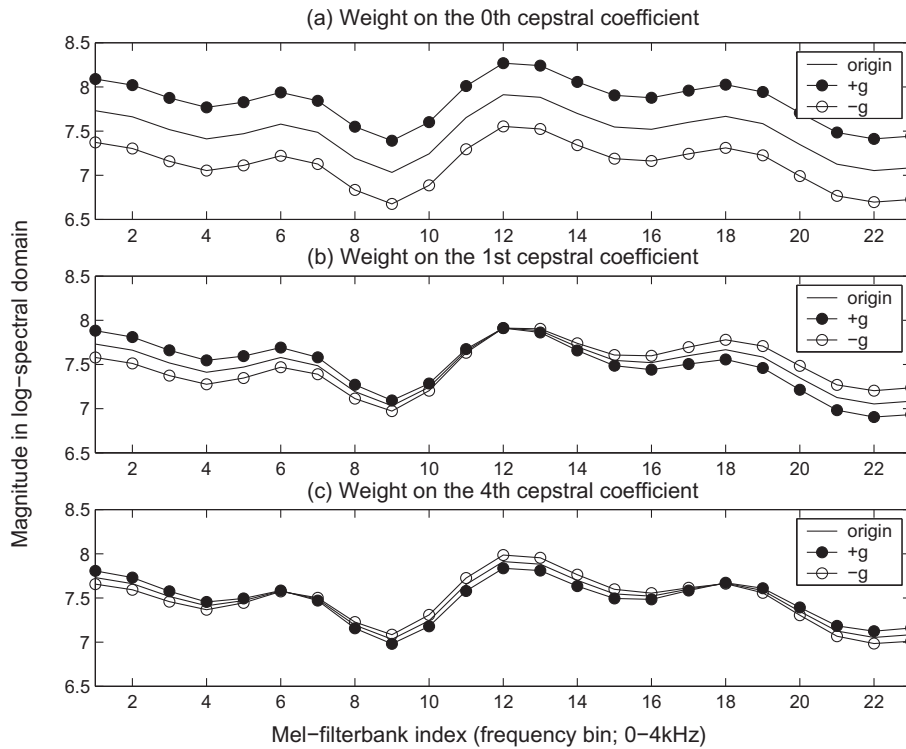 (a) Weight on the 0th cepstral coefficient
8.5
8
7.5
7
6.5
origin
+g
−g
2 4 6 8 10 12 14 16 18 20 22
(b) Weight on the 1st cepstral coefficient
8.5
8
7.5
7
6.5
origin
+g
−g
2 4 6 8 10 12 14 16 18 20 22
(c) Weight on the 4th cepstral coefficient
8.5
8
7.5
7
6.5
origin
+g
−g
2 4 6 8 10 12 14 16 18 20 22
Magnitude in log−spectral domain
Mel−filterbank index (frequency bin; 0−4kHz)